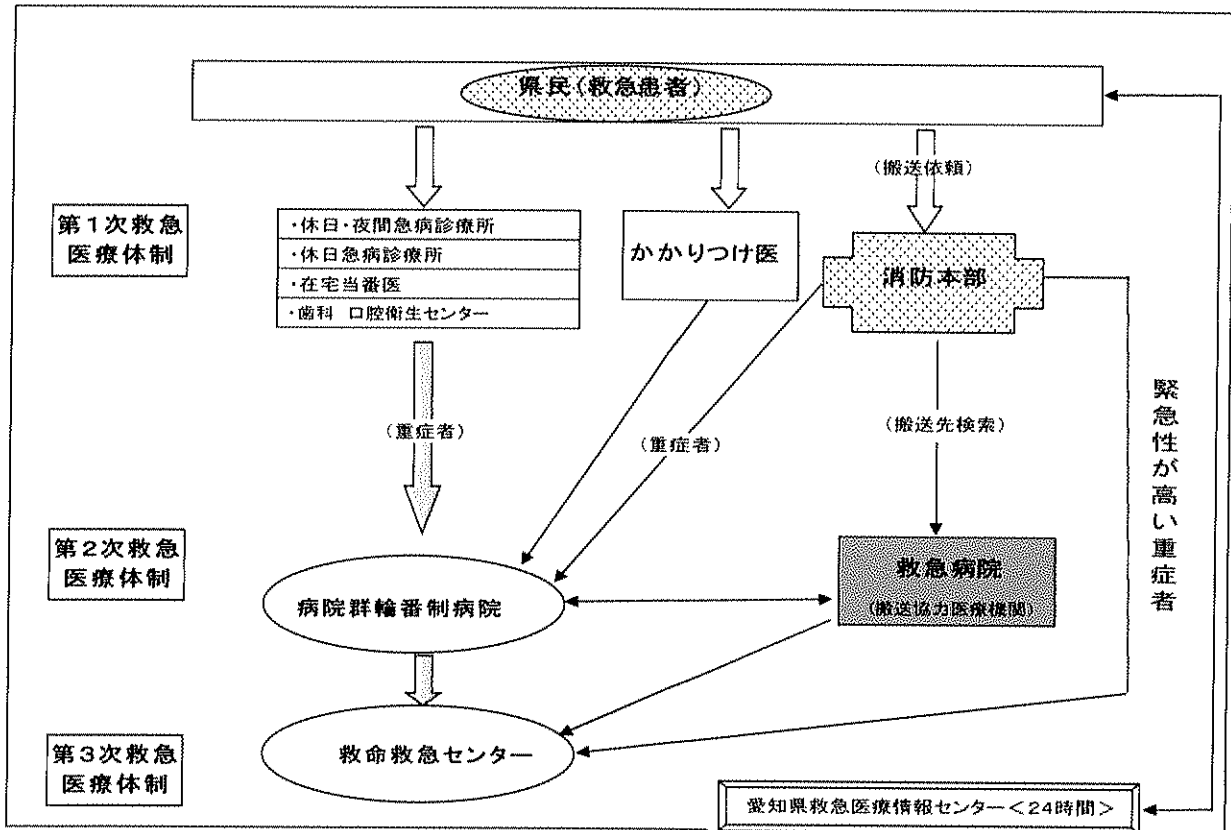 県民(救急患者)
(搬送依頼)
第1次救急
医療体制
・休日・夜間急病診療所
・休日急病診療所
・在宅当番医
・歯科 口腔衛生センター
かかりつけ医
消防本部
(重症者)
(重症者)
(搬送先検索)
緊急性が高い重症者
第2次救急
医療体制
病院群輪番制病院
救急病院
(搬送協力医療機関)
第3次救急
医療体制
救命救急センター
愛知県救急医療情報センター<24時間>